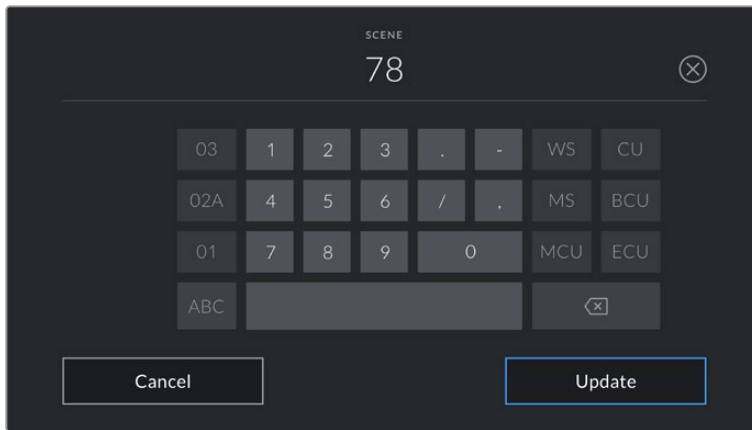 SCENE
78
03 1 2 3 . - WS CU
02A 4 5 6 / , MS BCU
01 7 8 9 0 MCU ECU
ABC
Cancel Update